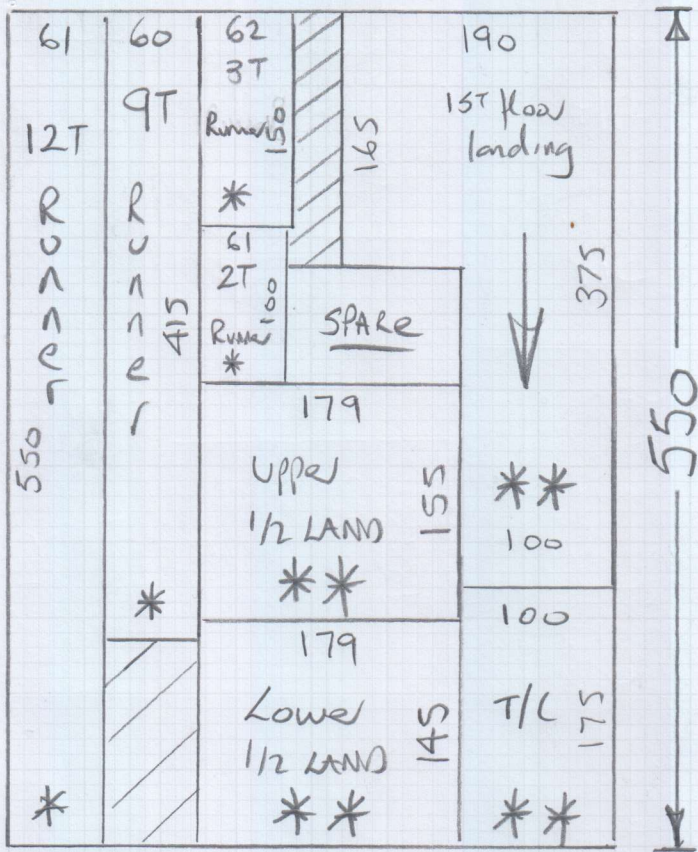 61
12T
Runner
550
*
60
9T
Runner
415
*
62
3T
Runner
150
*
61
2T
Runner
100
*
165
SPARe
190
1ST floor
landing
375
**
100
179
Upper
1/2 LAND
155
**
179
Lower
1/2 LAND
145
**
100
T/C
175
**
550